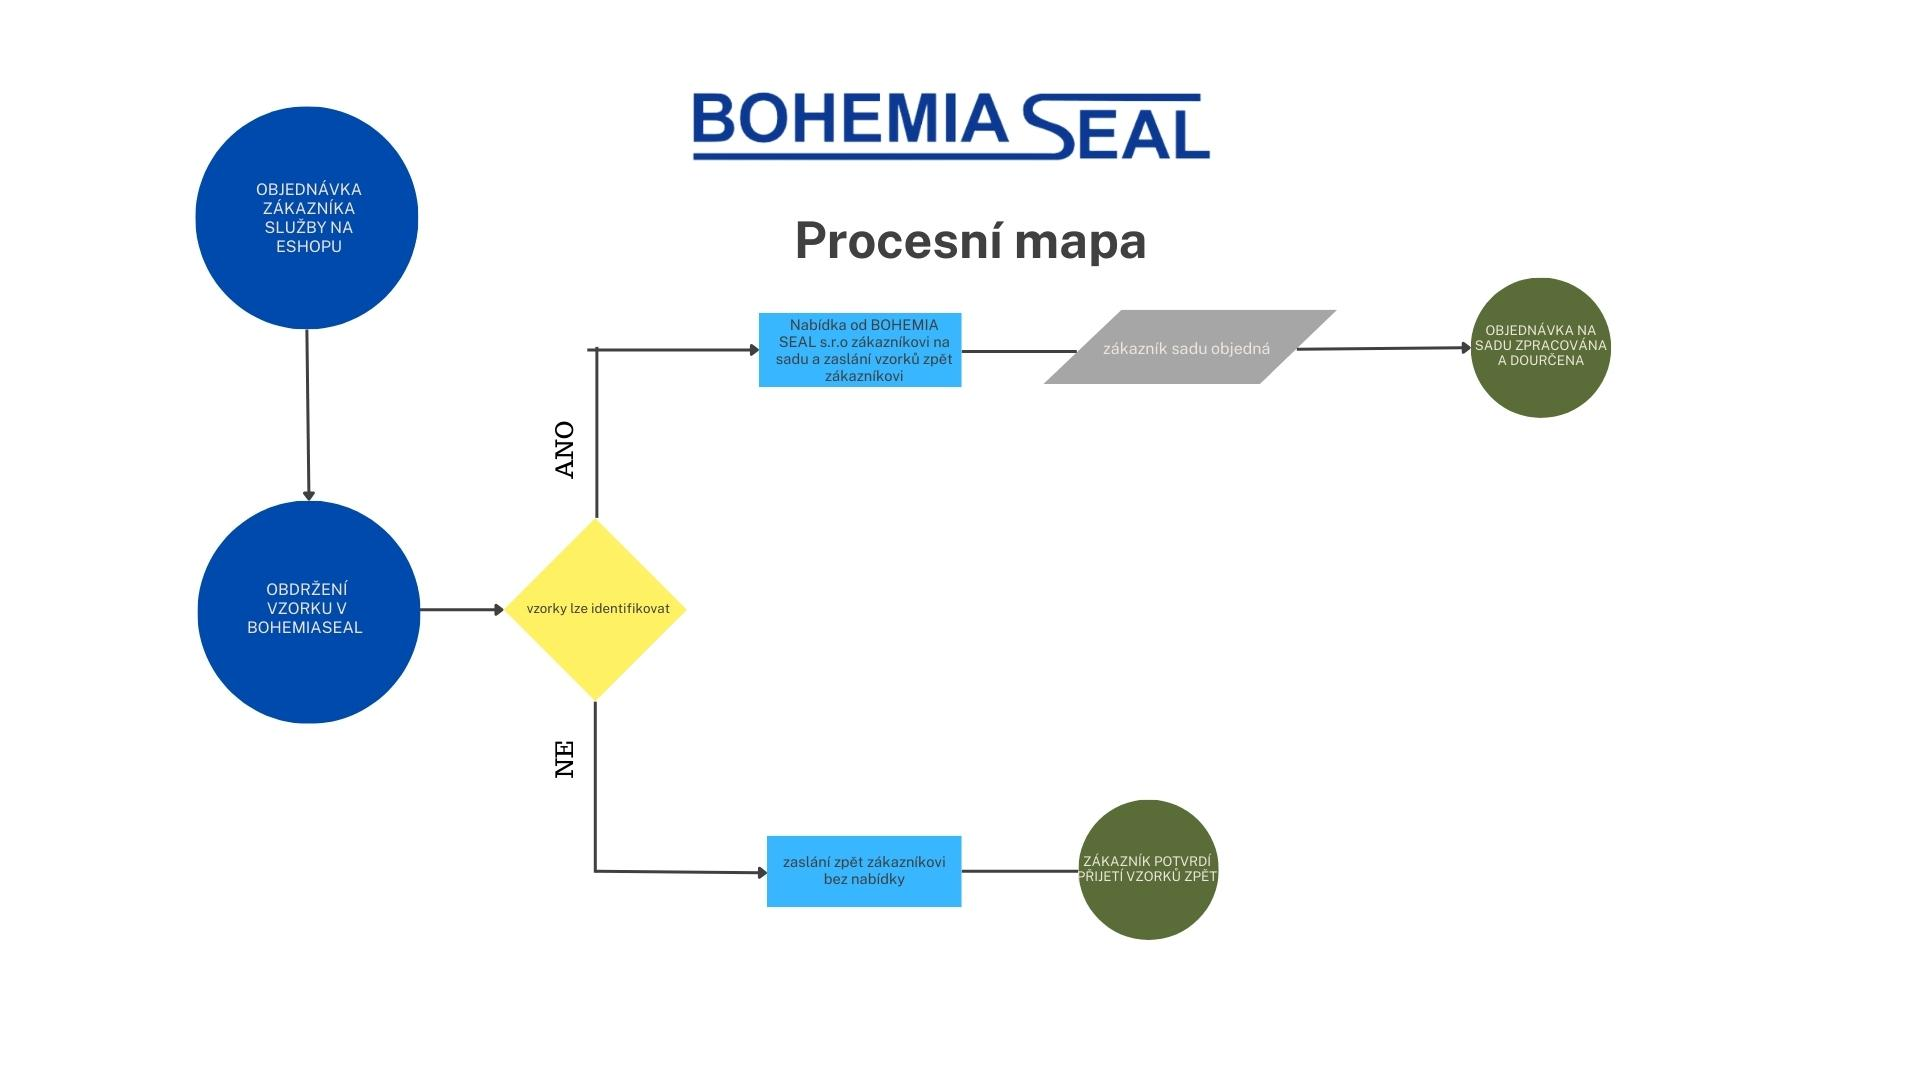 BOHEMIA SEAL
Procesní mapa
OBJEDNÁVKA
ZÁKAZNÍKA
SLUŽBY NA
ESHOPU
OBDRŽENÍ
VZORKU V
BOHEMIASEAL
vzorky lze identifikovat
ANO
Nabídka od BOHEMIA
SEAL s.r.o zákazníkovi na
sadu a zaslání vzorků zpět
zákazníkovi
zákazník sadu objedná
OBJEDNÁVKA NA
SADU ZPRACOVÁNA
A DOURČENA
NE
zaslání zpět zákazníkovi
bez nabídky
ZÁKAZNÍK POTVRDÍ
PŘIJETÍ VZORKŮ ZPĚT